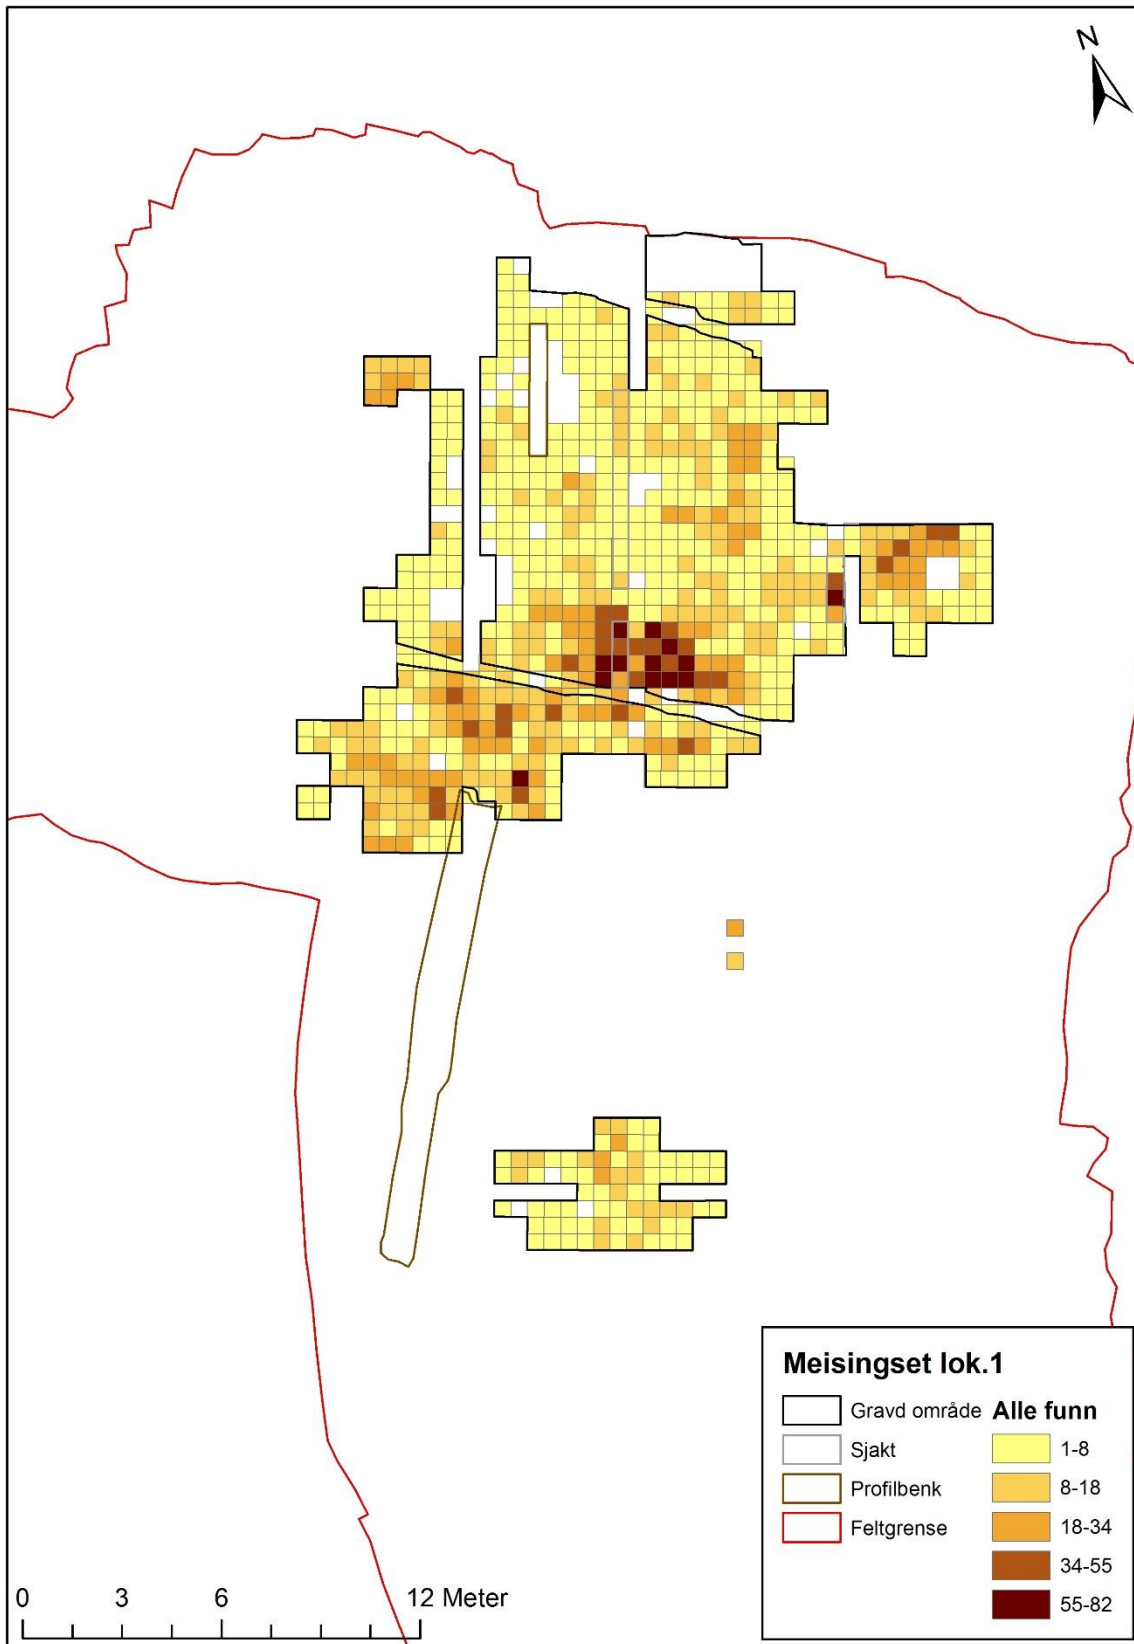 N
Meisingset lok.1
Gravd område
Sjakt
Profilbenk
Feltgrense
Alle funn
1-8
8-18
18-34
34-55
55-82
0 3 6 12 Meter